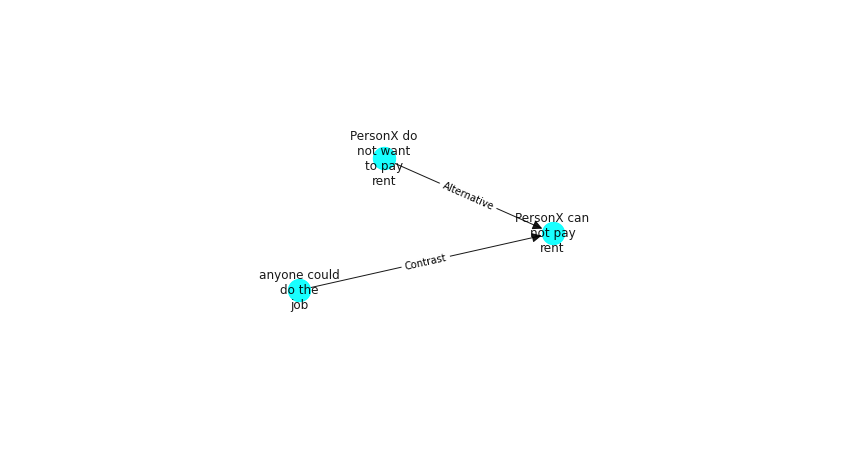 PersonX do
not want
to pay
rent
Alternative
PersonX can
not pay
rent
Contrast
anyone could
do the
job